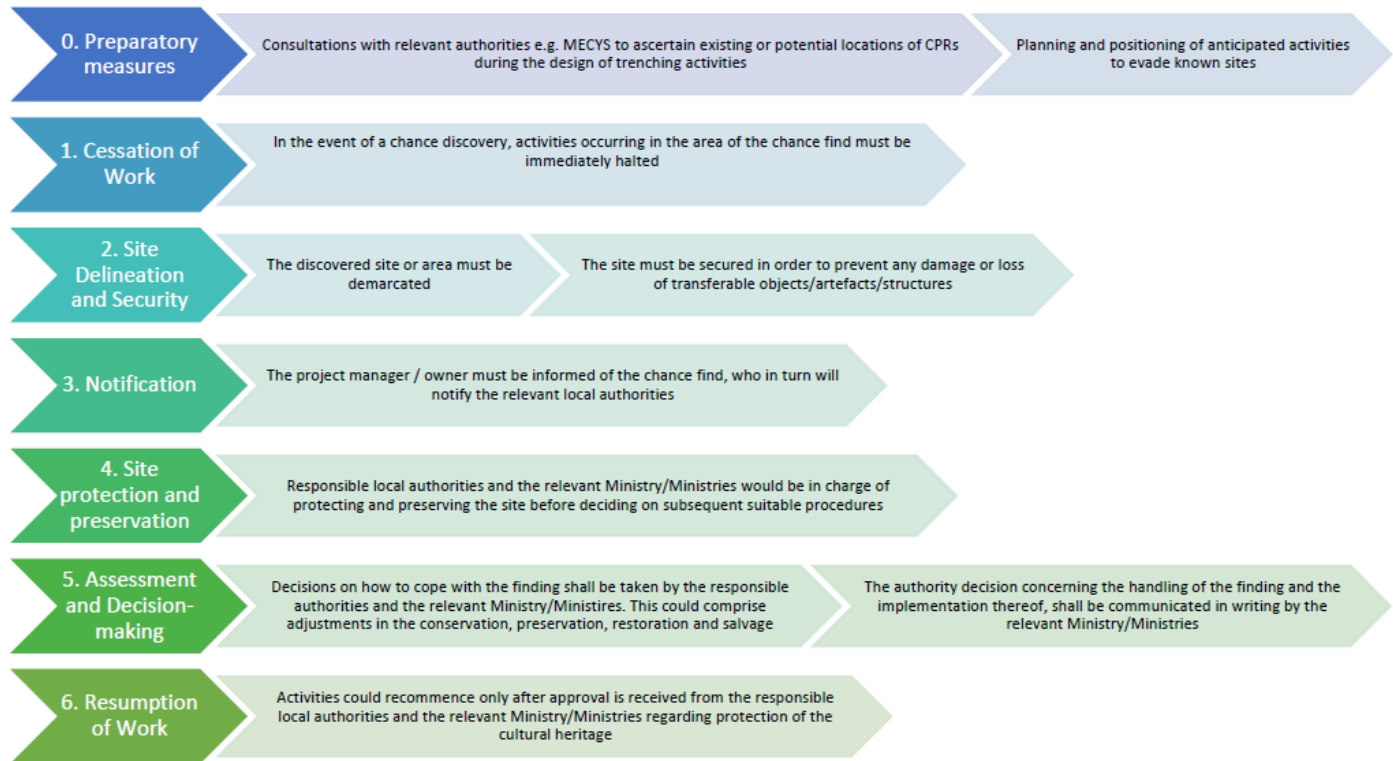 0. Preparatory
measures
Consultations with relevant authorities e.g. MECYS to ascertain existing or potential locations of CPRs
during the design of trenching activities
Planning and positioning of anticipated activities
to evade known sites
1. Cessation of
Work
In the event of a chance discovery, activities occurring in the area of the chance find must be
immediately halted
2. Site
Delineation
and Security
The discovered site or area must be
demarcated
The site must be secured in order to prevent any damage or loss
of transferable objects/artefacts/structures
3. Notification
The project manager / owner must be informed of the chance find, who in turn will
notify the relevant local authorities
4. Site
protection and
preservation
Responsible local authorities and the relevant Ministry/Ministries would be in charge of
protecting and preserving the site before deciding on subsequent suitable procedures
5. Assessment
and Decision-
making
Decisions on how to cope with the finding shall be taken by the responsible
authorities and the relevant Ministry/Ministires. This could comprise
adjustments in the conservation, preservation, restoration and salvage
The authority decision concerning the handling of the finding and the
implementation thereof, shall be communicated in writing by the
relevant Ministry/Ministries
6. Resumption
of Work
Activities could recommence only after approval is received from the responsible
local authorities and the relevant Ministry/Ministries regarding protection of the
cultural heritage